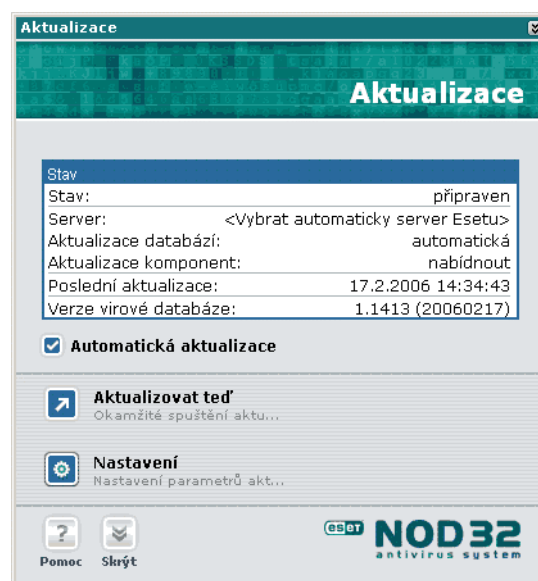 Aktualizace
Aktualizace
Stav
Stav: připraven
Server: <Vybrat automaticky server Esetu>
Aktualizace databází: automatická
Aktualizace komponent: nabídnout
Poslední aktualizace: 17.2.2006 14:34:43
Verze virové databáze: 1.1413 (20060217)
Automatická aktualizace
Aktualizovat teď
Okamžité spuštění aktu...
Nastavení
Nastavení parametrů akt...
?
Pomoc Skrýt
eset NOD32
antivirus system